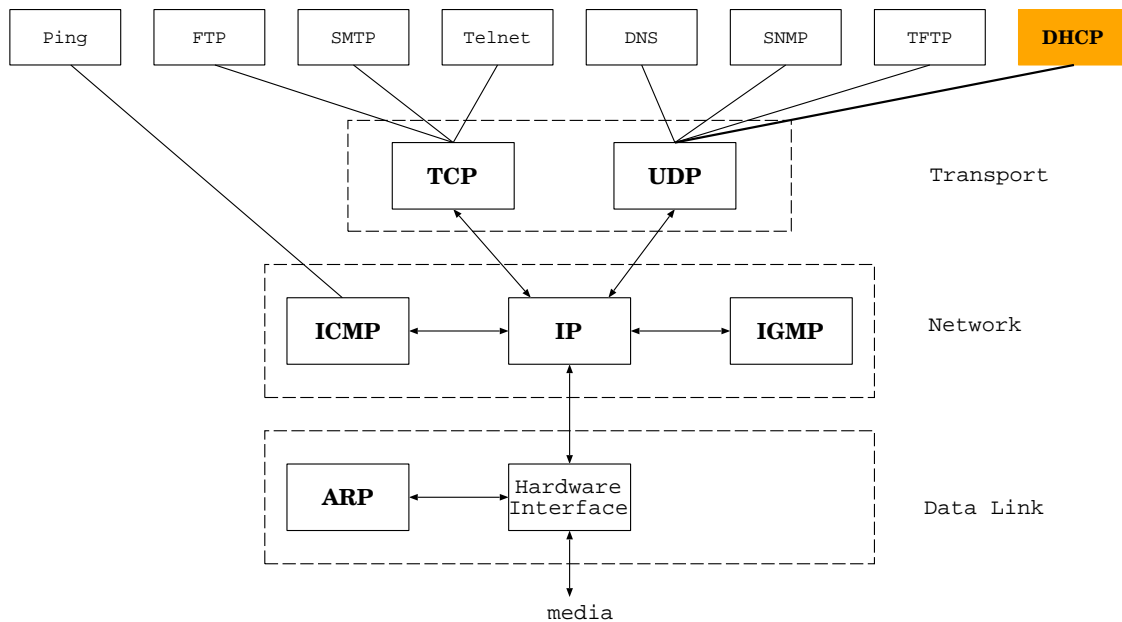 Ping FTP SMTP Telnet DNS SNMP TFTP DHCP
TCP UDP Transport
ICMP IP IGMP Network
ARP Hardware Interface Data Link
media